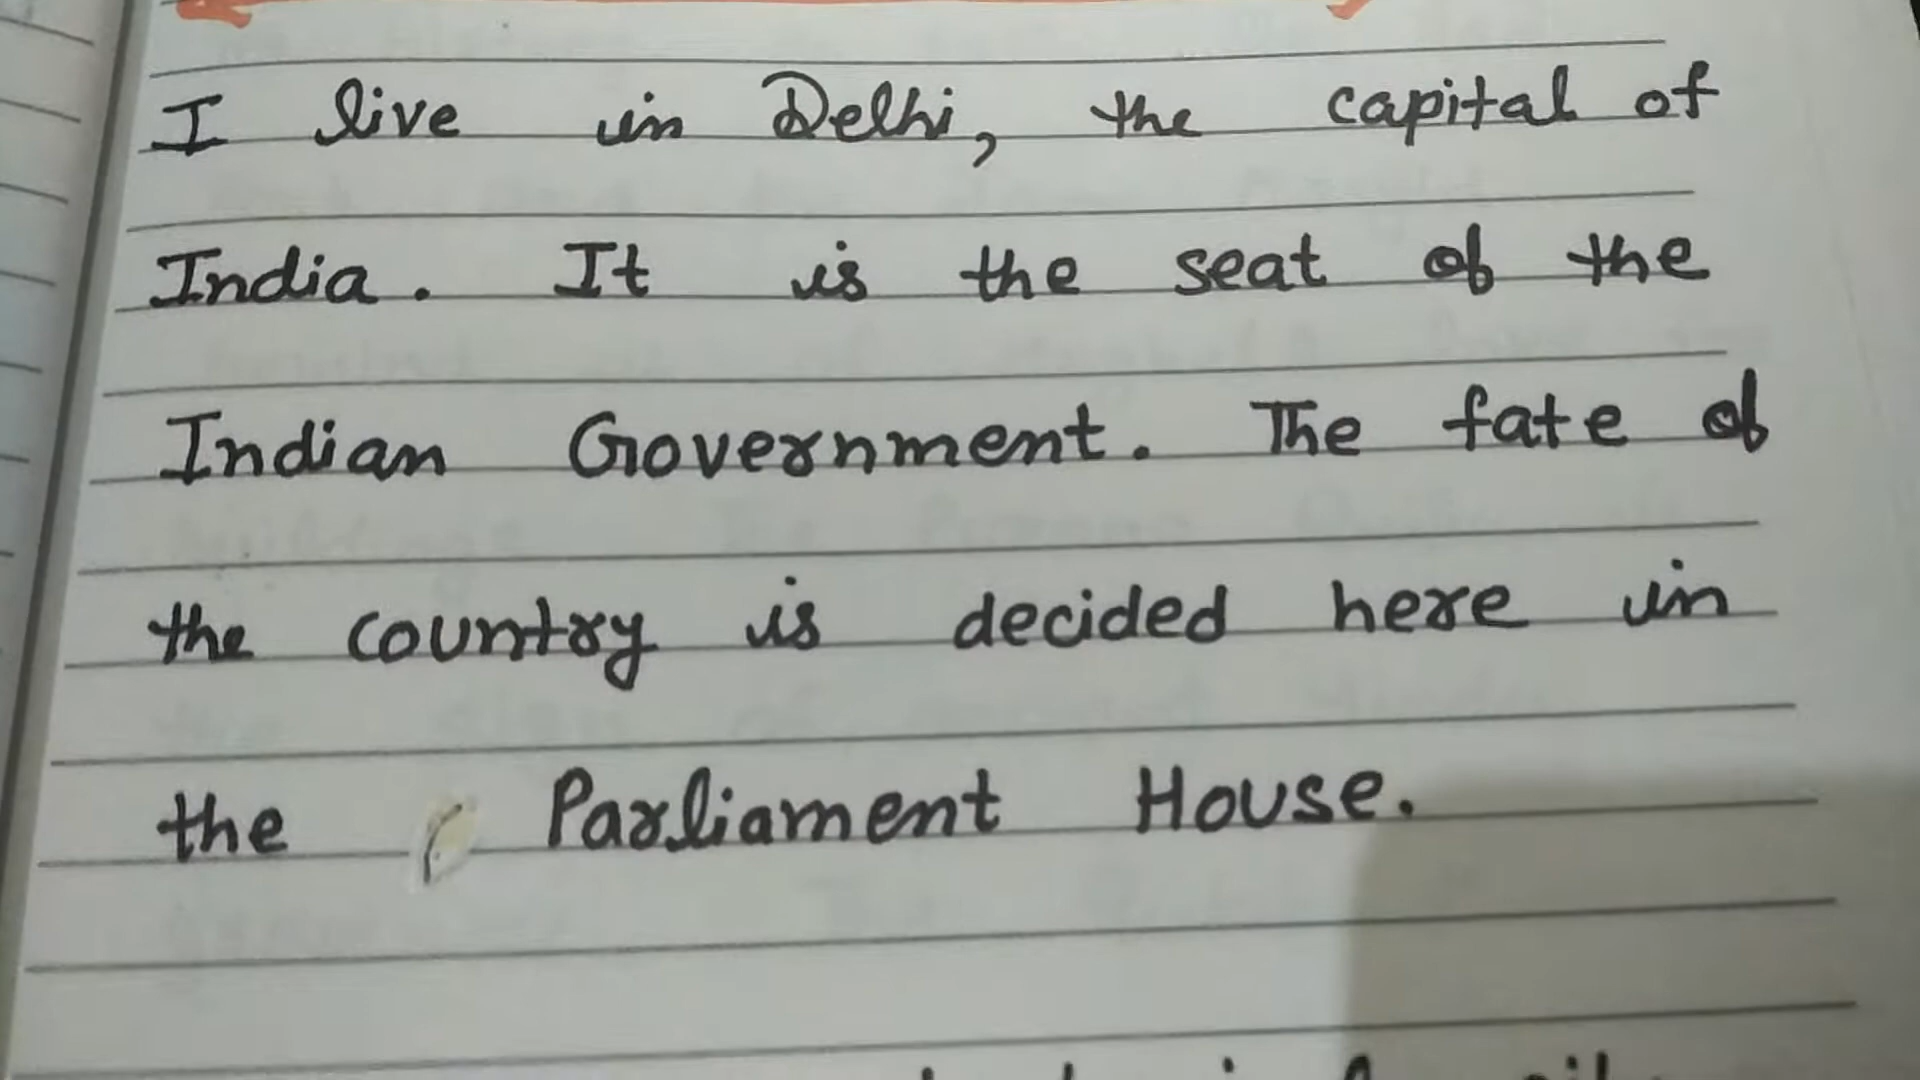 I live in Delhi, the capital of
India. It is the seat of the
Indian Government. The fate of
the country is decided here in
the Parliament House.